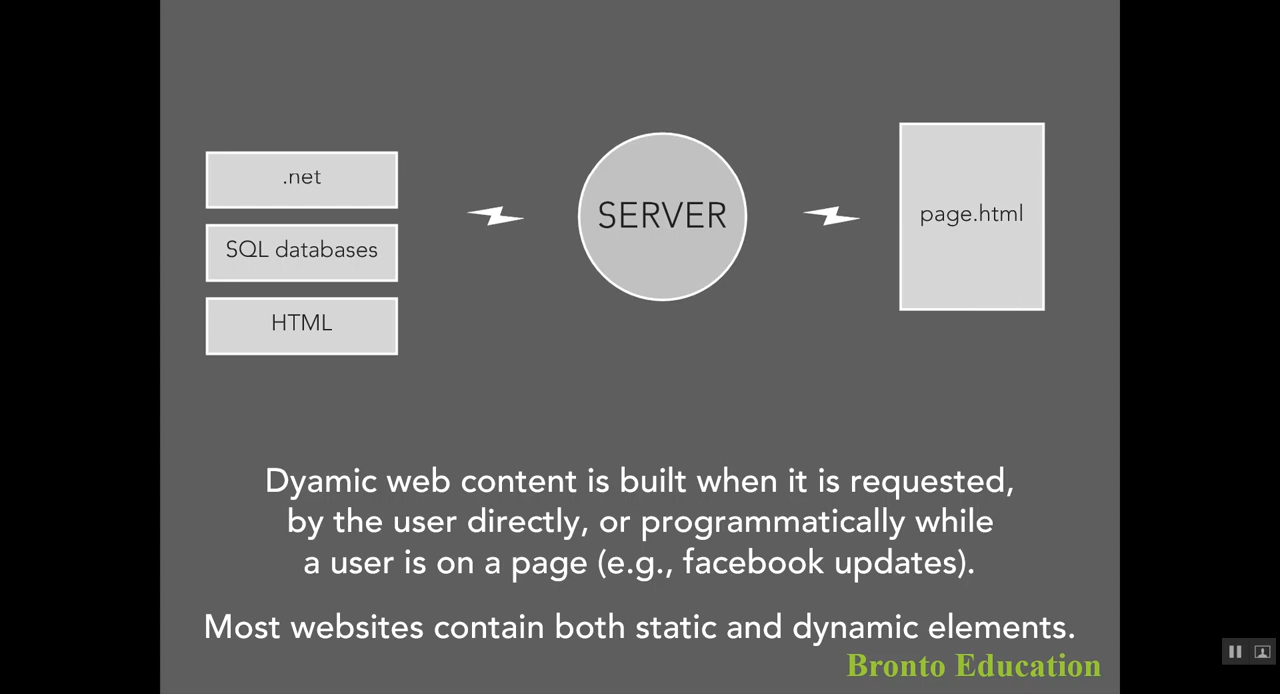 .net
SQL databases
HTML
SERVER
page.html
Dyamic web content is built when it is requested,
by the user directly, or programmatically while
a user is on a page (e.g., facebook updates).
Most websites contain both static and dynamic elements.
Bronto Education